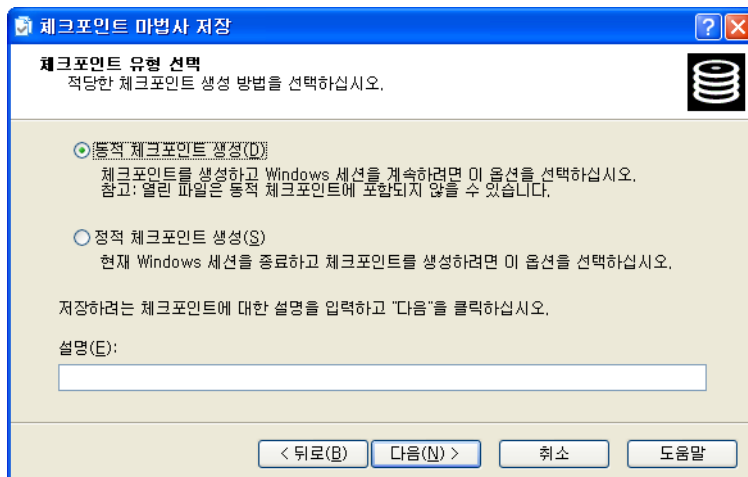 체크포인트 마법사 저장
체크포인트 유형 선택
적당한 체크포인트 생성 방법을 선택하십시오.
동적 체크포인트 생성(D)
체크포인트를 생성하고 Windows 세션을 계속하려면 이 옵션을 선택하십시오.
참고: 열린 파일은 동적 체크포인트에 포함되지 않을 수 있습니다.
정적 체크포인트 생성(S)
현재 Windows 세션을 종료하고 체크포인트를 생성하려면 이 옵션을 선택하십시오.
저장하려는 체크포인트에 대한 설명을 입력하고 "다음"을 클릭하십시오.
설명(E):
< 뒤로(B) 다음(N) > 취소 도움말